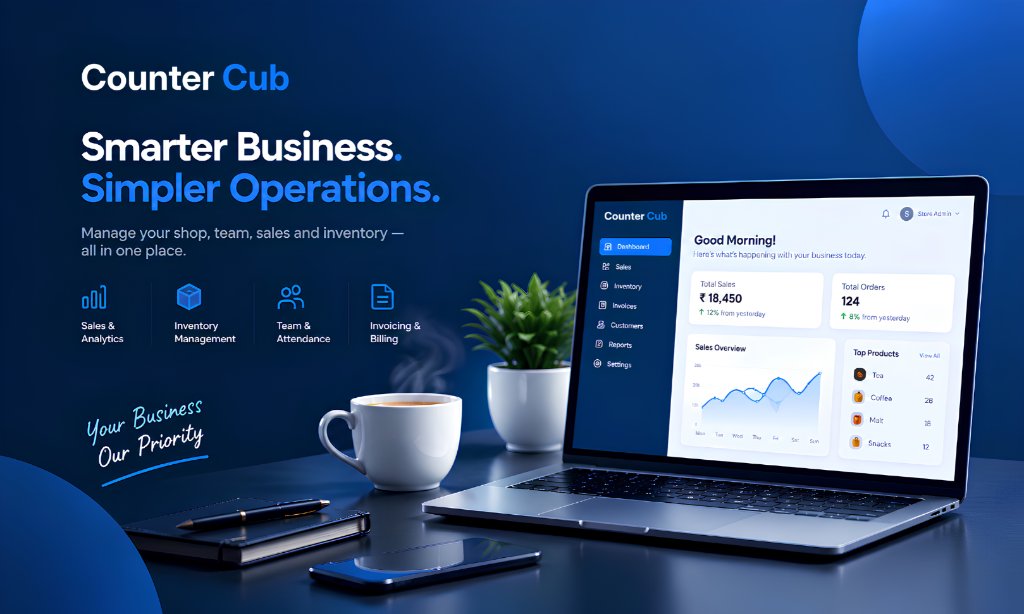 Counter Cub
Smarter Business.
Simpler Operations.
Manage your shop, team, sales and inventory —
all in one place.
Sales &
Analytics
Inventory
Management
Team &
Attendance
Invoicing &
Billing
Your Business
Our Priority
Counter Cub
Dashboard
Sales
Inventory
Invoices
Customers
Reports
Settings
S Store Admin
Good Morning!
Here's what's happening with your business today.
Total Sales
₹ 18,450
↑ 12% from yesterday
Total Orders
124
↑ 8% from yesterday
Sales Overview
0
Mon Tue Wed Thu Fri Sat Sun
Top Products View All
Tea 42
Coffee 28
Malt 18
Snacks 12